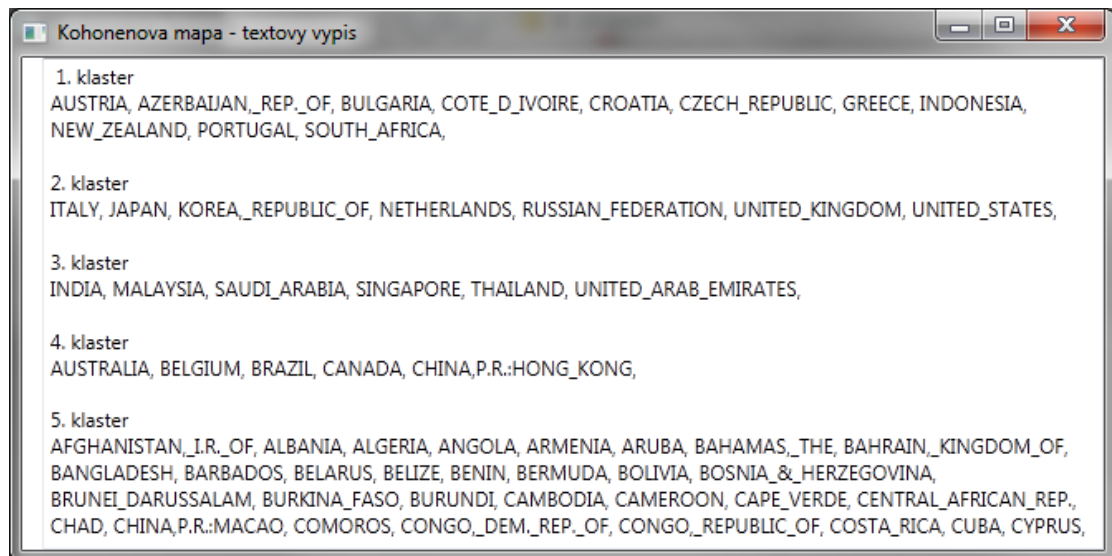 Kohonenova mapa - textovy vypis
1. klaster
AUSTRIA, AZERBAIJAN,_REP._OF, BULGARIA, COTE_D_IVOIRE, CROATIA, CZECH_REPUBLIC, GREECE, INDONESIA,
NEW_ZEALAND, PORTUGAL, SOUTH_AFRICA,
2. klaster
ITALY, JAPAN, KOREA,_REPUBLIC_OF, NETHERLANDS, RUSSIAN_FEDERATION, UNITED_KINGDOM, UNITED_STATES,
3. klaster
INDIA, MALAYSIA, SAUDI_ARABIA, SINGAPORE, THAILAND, UNITED_ARAB_EMIRATES,
4. klaster
AUSTRALIA, BELGIUM, BRAZIL, CANADA, CHINA,P.R.:HONG_KONG,
5. klaster
AFGHANISTAN,_I.R._OF, ALBANIA, ALGERIA, ANGOLA, ARMENIA, ARUBA, BAHAMAS,_THE, BAHRAIN,_KINGDOM_OF,
BANGLADESH, BARBADOS, BELARUS, BELIZE, BENIN, BERMUDA, BOLIVIA, BOSNIA_&_HERZEGOVINA,
BRUNEI_DARUSSALAM, BURKINA_FASO, BURUNDI, CAMBODIA, CAMEROON, CAPE_VERDE, CENTRAL_AFRICAN_REP.,
CHAD, CHINA,P.R.:MACAO, COMOROS, CONGO,_DEM._REP._OF, CONGO,_REPUBLIC_OF, COSTA_RICA, CUBA, CYPRUS,